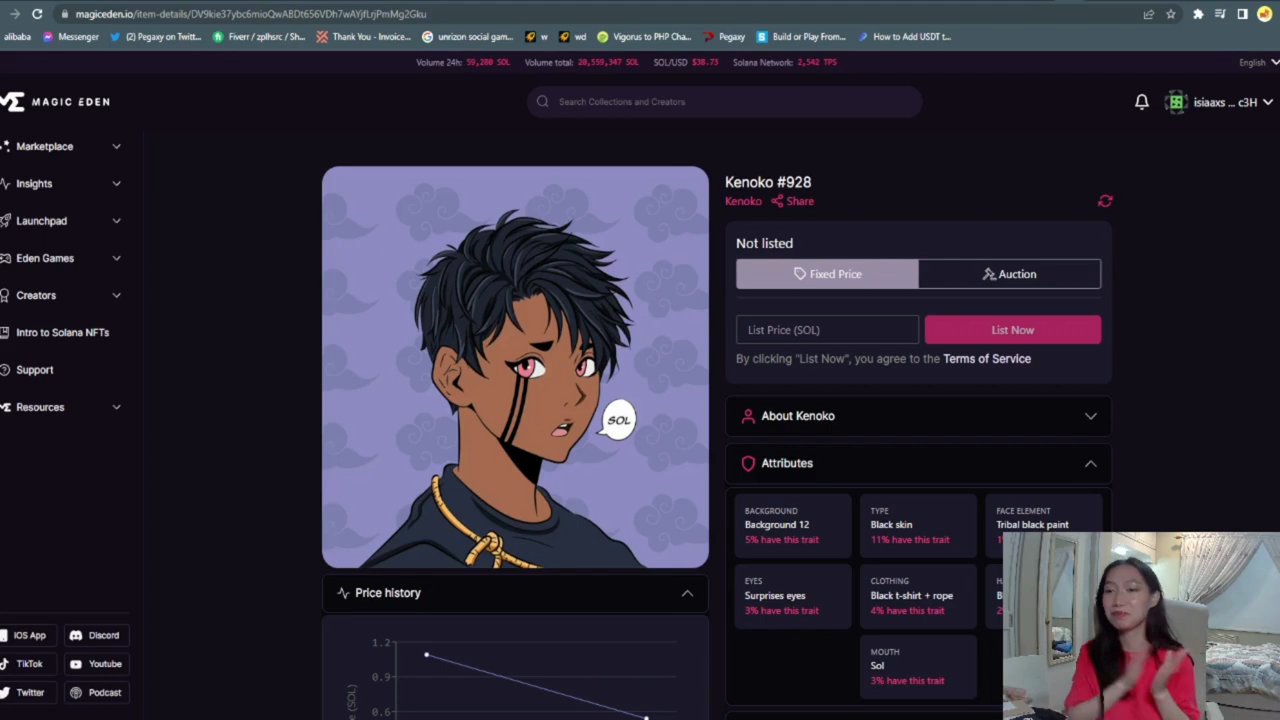 magiceden.io/item-details/DV9kie37ybc6mioQwABDt656VDh7wAYjfLrjPmMg2Gku
alibaba Messenger (2) Pegaxy on Twitt... Fiverr / zplhsrc / Sh... Thank You - Invoice... unrizon social gam... w wd Vigorus to PHP Cha... Pegaxy Build or Play From... How to Add USDT t...
Volume 24h: 59,208 SOL Volume total: 20,559,347 SOL SOL/USD $38.73 Solana Network: 2,542 TPS English
MAGIC EDEN
Search Collections and Creators
isiaaxs ... c3H
Marketplace
Insights
Launchpad
Eden Games
Creators
Intro to Solana NFTs
Support
Resources
iOS App Discord
TikTok Youtube
Twitter Podcast
SOL
Price history
1.2
0.9
0.6
(SOL)
Kenoko #928
Kenoko Share
Not listed
Fixed Price Auction
List Price (SOL) List Now
By clicking "List Now", you agree to the Terms of Service
About Kenoko
Attributes
BACKGROUND
Background 12
5% have this trait
TYPE
Black skin
11% have this trait
FACE ELEMENT
Tribal black paint
EYES
Surprises eyes
3% have this trait
CLOTHING
Black t-shirt + rope
4% have this trait
MOUTH
Sol
3% have this trait